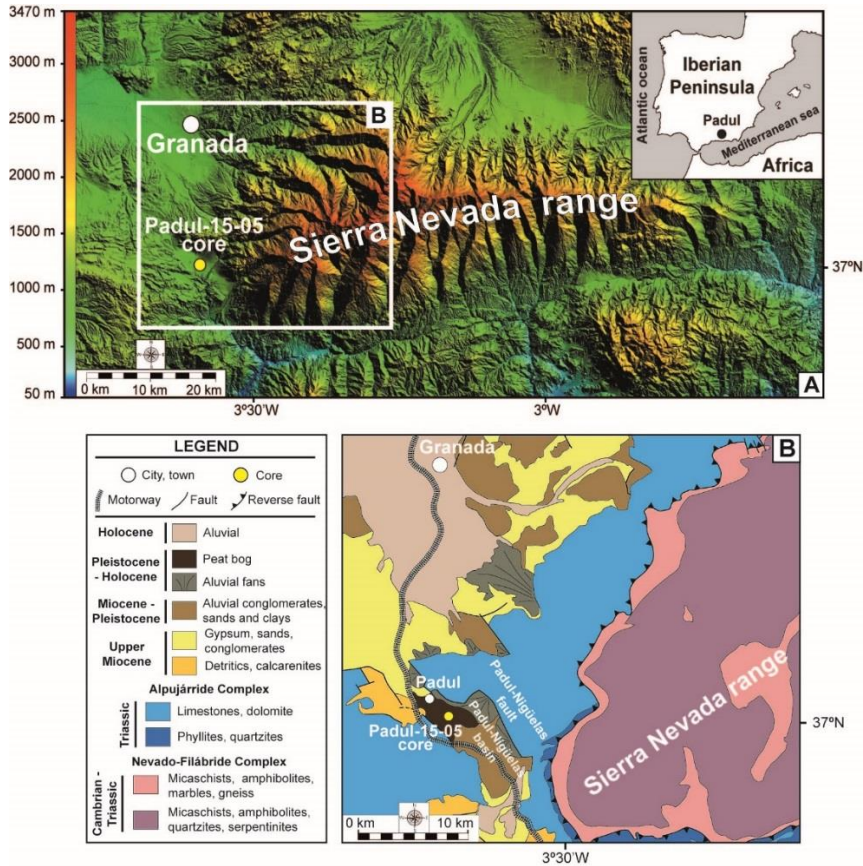 3470 m
3000 m
2500 m
2000 m
1500 m
1000 m
500 m
50 m
B
Granada
Padul-15-05
core
Sierra Nevada range
Atlantic ocean
Iberian
Peninsula
Padul
Mediterranean sea
Africa
37ºN
0 km 10 km 20 km
A
3º30'W
3ºW
LEGEND
City, town
Core
Motorway
Fault
Reverse fault
Holocene
Aluvial
Pleistocene
- Holocene
Peat bog
Aluvial fans
Miocene -
Pleistocene
Aluvial conglomerates,
sands and clays
Upper
Miocene
Gypsum, sands,
conglomerates
Detritics, calcarenites
Alpujárride Complex
Triassic
Limestones, dolomite
Phyllites, quartzites
Nevado-Filábride Complex
Cambrian -
Triassic
Micaschists, amphibolites,
marbles, gneiss
Micaschists, amphibolites,
quartzites, serpentinites
B
Granada
Padul
Padul-15-05
core
Padul-Nigüelas
fault
Padul-Nigüelas
basin
Sierra Nevada range
37ºN
0 km 10 km
3º30'W